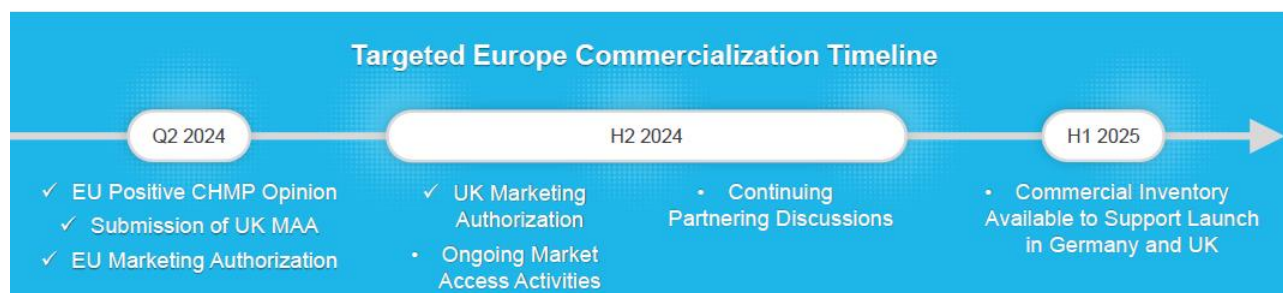 Targeted Europe Commercialization Timeline
Q2 2024
✓ EU Positive CHMP Opinion
✓ Submission of UK MAA
✓ EU Marketing Authorization
H2 2024
✓ UK Marketing
Authorization
• Ongoing Market
Access Activities
• Continuing
Partnering Discussions
H1 2025
• Commercial Inventory
Available to Support Launch
in Germany and UK